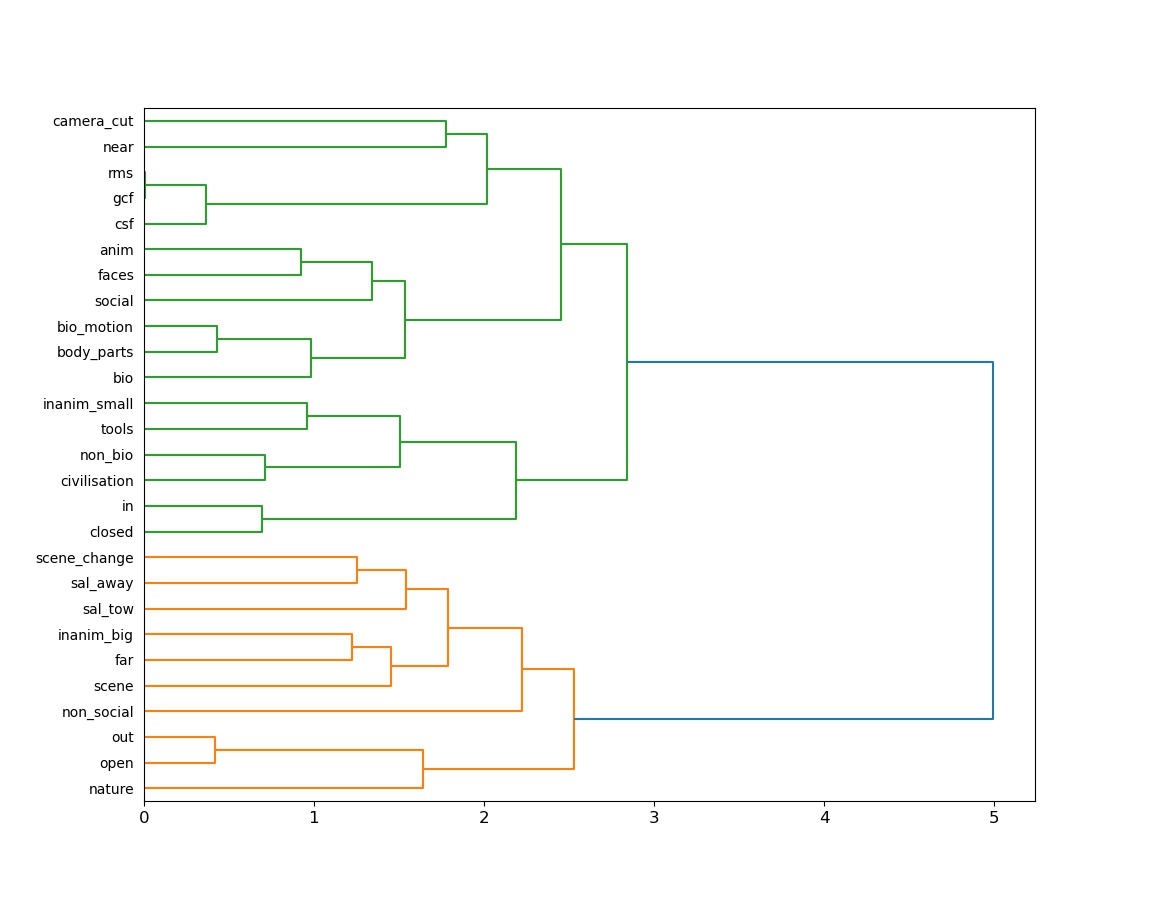 camera_cut
near
rms
gcf
csf
anim
faces
social
bio_motion
body_parts
bio
inanim_small
tools
non_bio
civilisation
in
closed
scene_change
sal_away
sal_tow
inanim_big
far
scene
non_social
out
open
nature
0 1 2 3 4 5